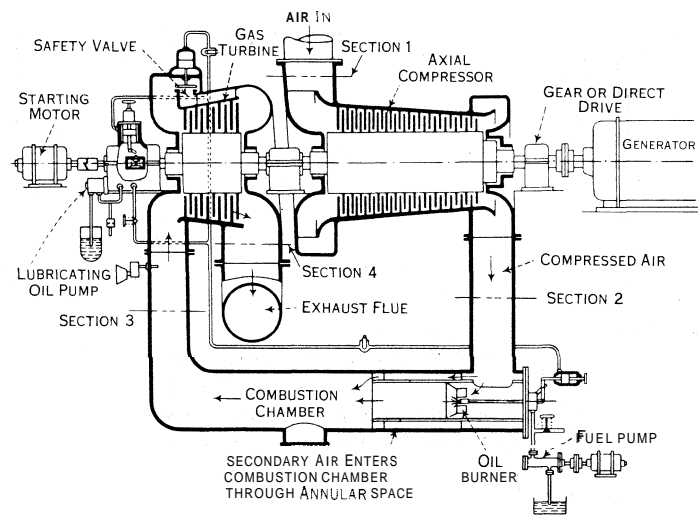 AIR IN
SAFETY VALVE
GAS
TURBINE
SECTION 1
AXIAL
COMPRESSOR
STARTING
MOTOR
GEAR OR DIRECT
DRIVE
GENERATOR
LUBRICATING
OIL PUMP
SECTION 4
COMPRESSED AIR
SECTION 3
EXHAUST FLUE
SECTION 2
COMBUSTION
CHAMBER
OIL
BURNER
FUEL PUMP
SECONDARY AIR ENTERS
COMBUSTION CHAMBER
THROUGH ANNULAR SPACE